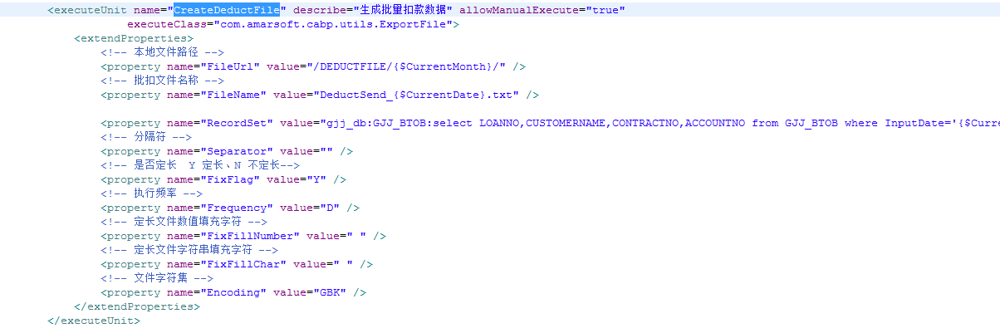 <executeUnit name="CreateDeductFile" describe="生成批量扣款数据" allowManualExecute="true"
executeClass="com.amarsoft.cabp.utils.ExportFile">
<extendProperties>
<!-- 本地文件路径 -->
<property name="FileUrl" value="/DEDUCTFILE/{$CurrentMonth}/" />
<!-- 批扣文件名称 -->
<property name="FileName" value="DeductSend_{$CurrentDate}.txt" />
<property name="RecordSet" value="gjj_db:GJJ_BTOB:select LOANNO,CUSTOMERNAME,CONTRACTNO,ACCOUNTNO from GJJ_BTOB where InputDate='{$Curre
<!-- 分隔符 -->
<property name="Separator" value="" />
<!-- 是否定长  Y 定长、N 不定长-->
<property name="FixFlag" value="Y" />
<!-- 执行频率 -->
<property name="Frequency" value="D" />
<!-- 定长文件数值填充字符 -->
<property name="FixFillNumber" value=" " />
<!-- 定长文件字符串填充字符 -->
<property name="FixFillChar" value=" " />
<!-- 文件字符集 -->
<property name="Encoding" value="GBK" />
</extendProperties>
</executeUnit>